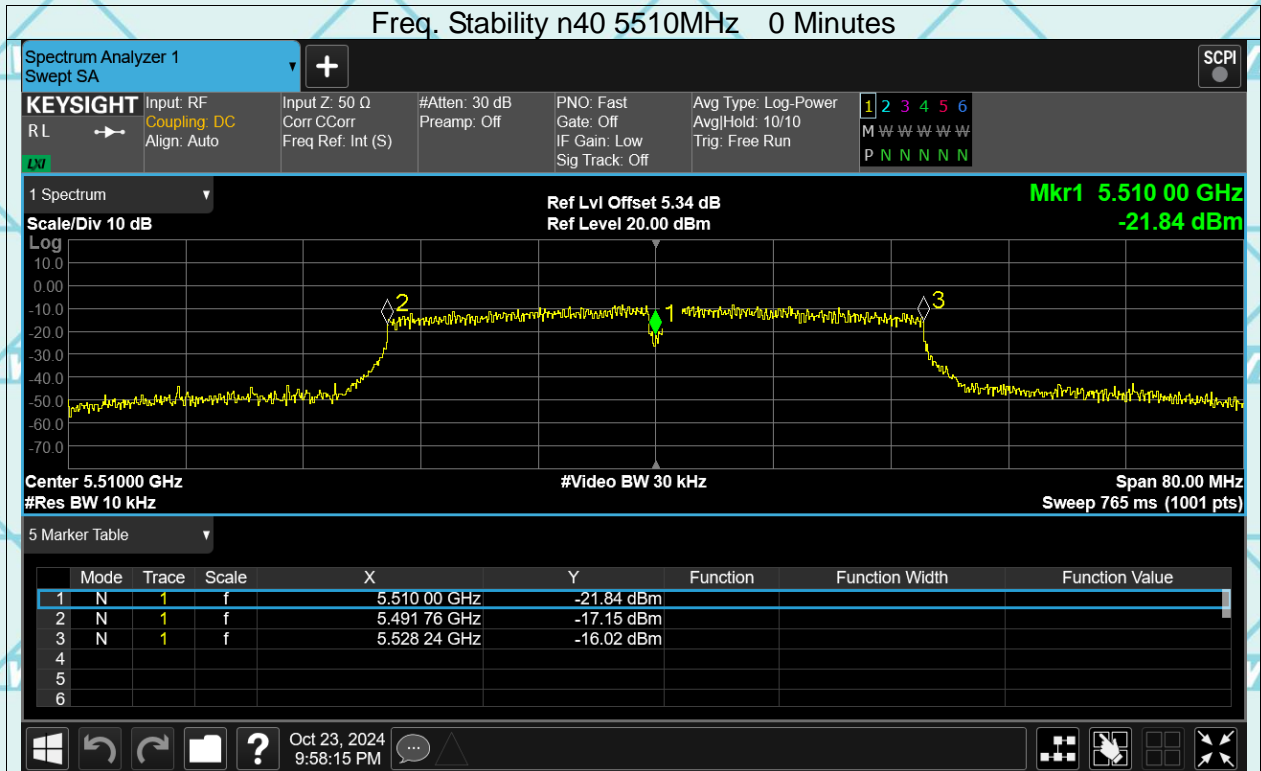 Freq. Stability n40 5510MHz 0 Minutes
Spectrum Analyzer 1
Swept SA
+
SCPI
KEYSIGHT
R L
LXI
Input: RF
Coupling: DC
Align: Auto
Input Z: 50 Ω
Corr CCorr
Freq Ref: Int (S)
#Atten: 30 dB
Preamp: Off
PNO: Fast
Gate: Off
IF Gain: Low
Sig Track: Off
Avg Type: Log-Power
Avg|Hold: 10/10
Trig: Free Run
1 2 3 4 5 6
M W W W W W
P N N N N N
1 Spectrum
Scale/Div 10 dB
Ref Lvl Offset 5.34 dB
Ref Level 20.00 dBm
Mkr1 5.510 00 GHz
-21.84 dBm
Log
10.0
0.00
-10.0
-20.0
-30.0
-40.0
-50.0
-60.0
-70.0
2
1
3
Center 5.51000 GHz
#Video BW 30 kHz
Span 80.00 MHz
#Res BW 10 kHz
Sweep 765 ms (1001 pts)
5 Marker Table
Mode Trace Scale X Y Function Function Width Function Value
1 N 1 f 5.510 00 GHz -21.84 dBm
2 N 1 f 5.491 76 GHz -17.15 dBm
3 N 1 f 5.528 24 GHz -16.02 dBm
4
5
6
?
Oct 23, 2024
9:58:15 PM